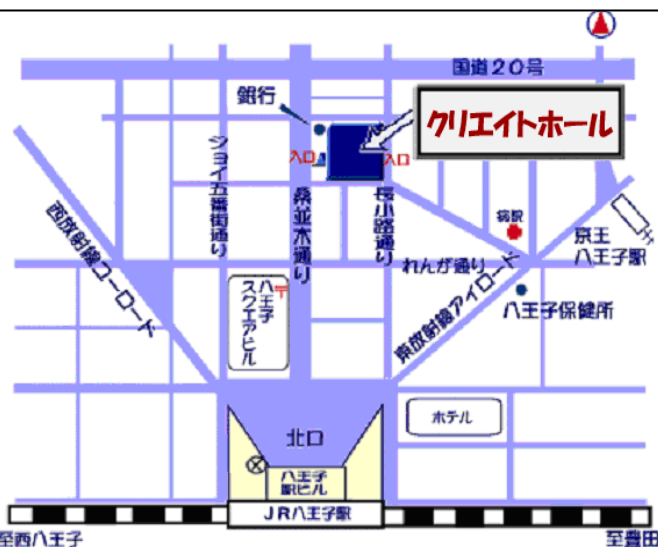 国道20号
銀行
クリエイトホール
入口
入口
ジョイ五番街通り
桑並木通り
長小路通り
病院
京王
八王子駅
西放射線ユーロード
れんが通り
八王子保健所
東放射線アイロード
八王子
スクエアビル
〒
ホテル
北口
八王子
駅ビル
JR八王子駅
至西八王子
至豊田